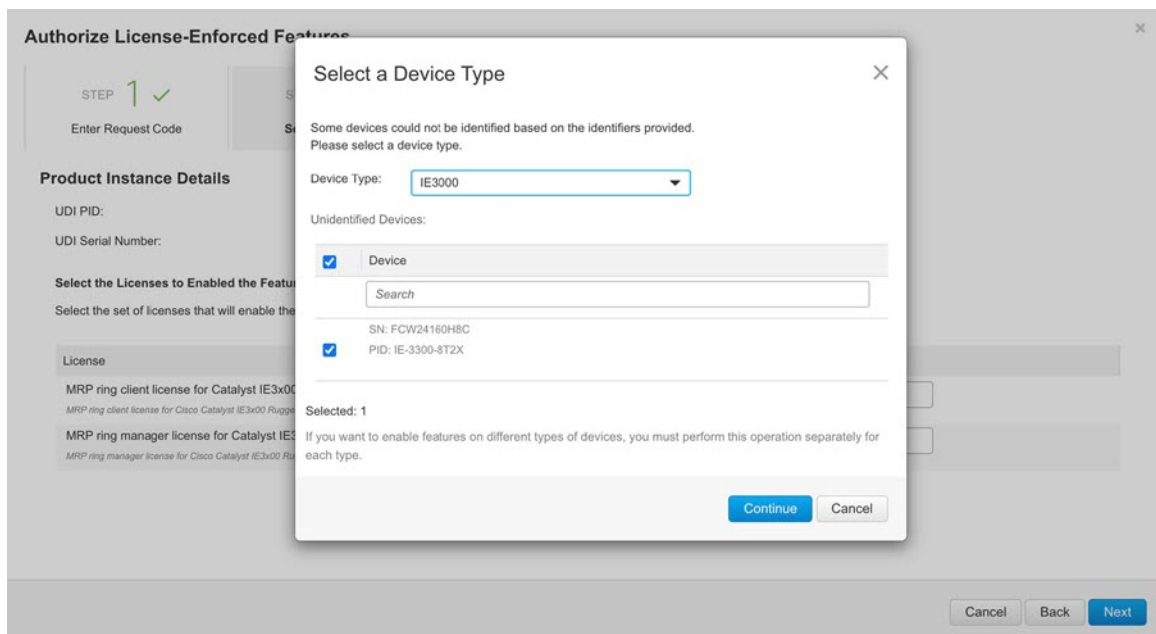 Authorize License-Enforced Features
STEP 1
Enter Request Code
Product Instance Details
UDI PID:
UDI Serial Number:
Select the Licenses to Enabled the
Select the set of licenses that will enable the
License
MRP ring client license for Catalyst
MRP ring client license for Cisco Catalyst IE3x00
MRP ring manager license for Catalyst
MRP ring manager license for Cisco Catalyst IE3x00
Select a Device Type
Some devices could not be identified based on the identifiers provided.
Please select a device type.
Device Type:
IE3000
Unidentified Devices:
Device
Search
SN: FCW24160H8C
PID: IE-3300-8T2X
Selected: 1
If you want to enable features on different types of devices, you must perform this operation separately for
each type.
Continue
Cancel
Cancel
Back
Next